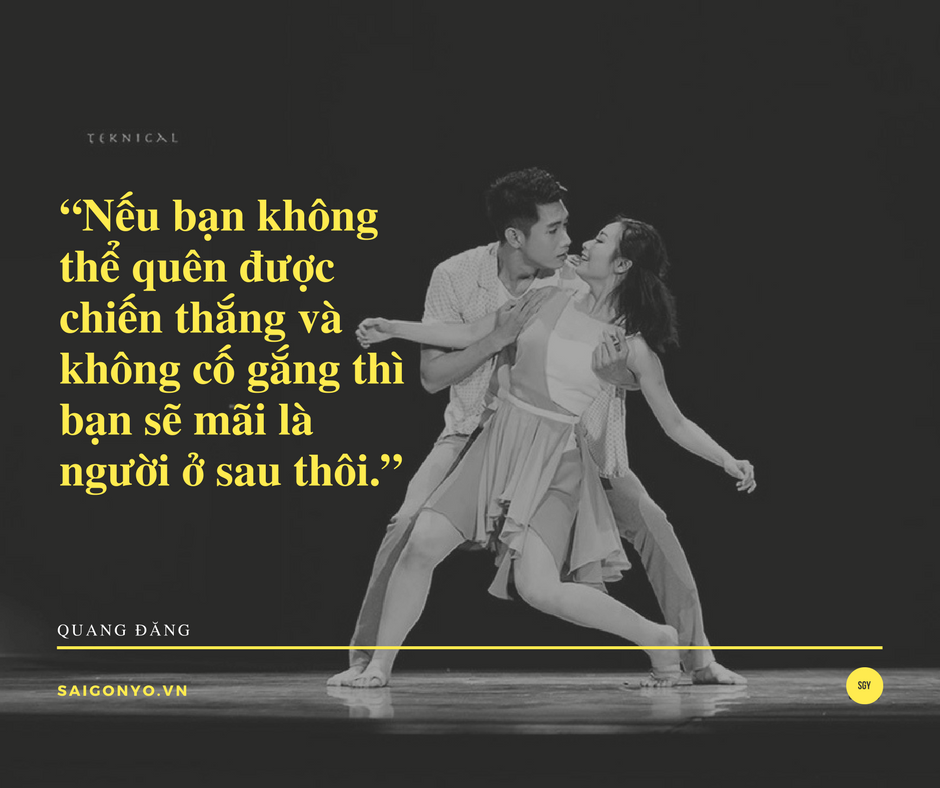 TEKNICAL
“Nếu bạn không
thể quên được
chiến thắng và
không cố gắng thì
bạn sẽ mãi là
người ở sau thôi.”
QUANG ĐĂNG
SAIGONYO.VN
SGY